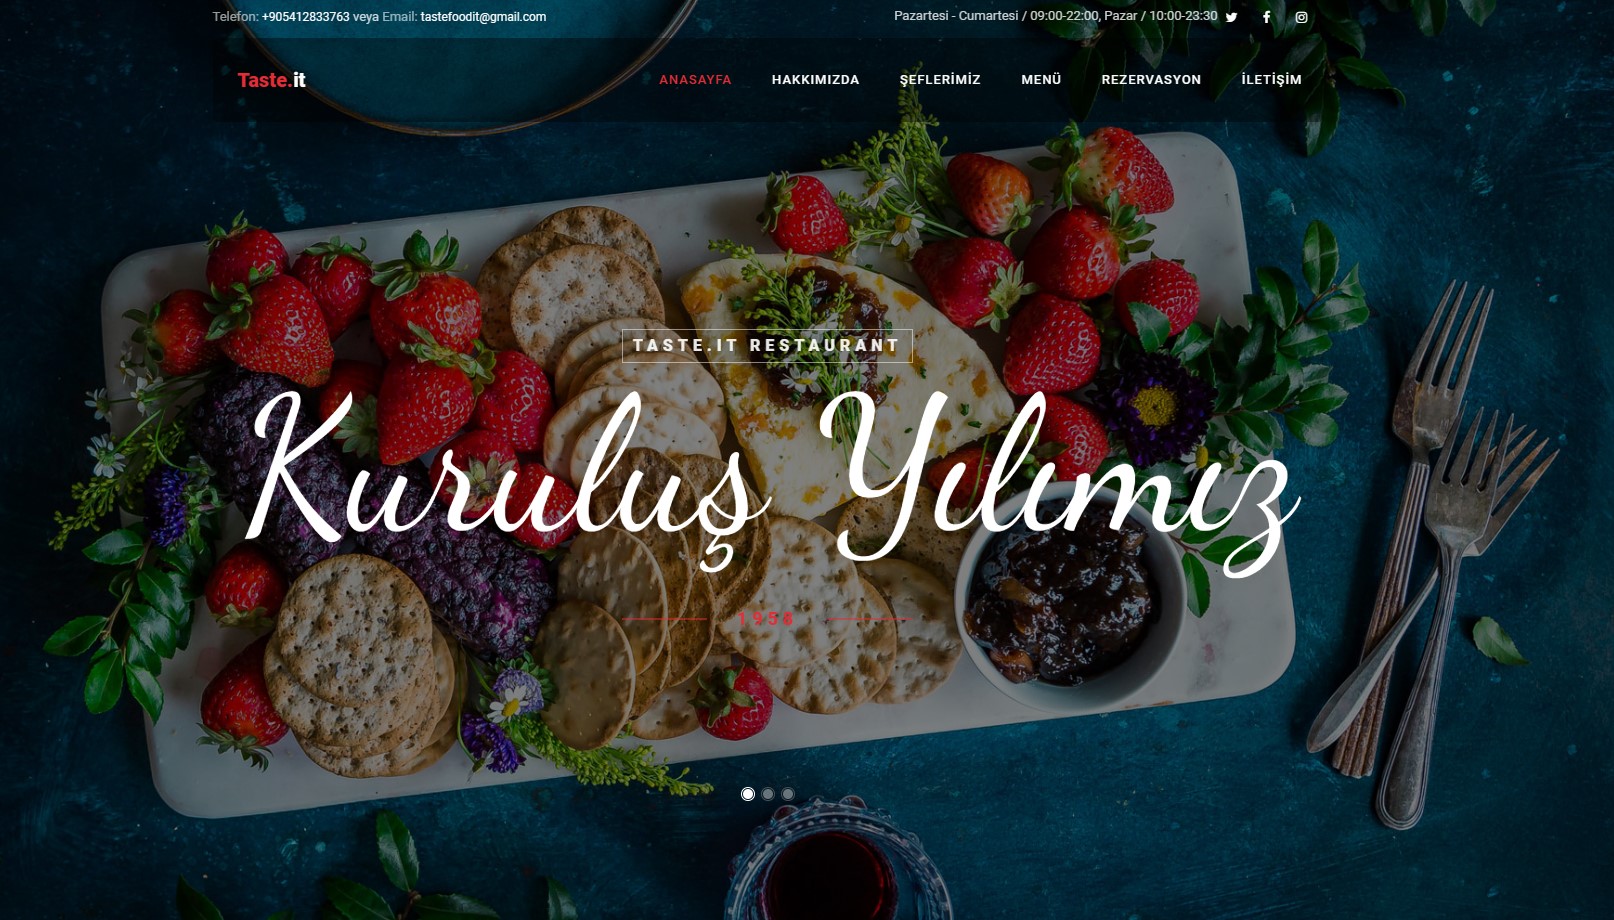 Telefon: +905412833763 veya Email: tastefoodit@gmail.com
Pazartesi - Cumartesi / 09:00-22:00, Pazar / 10:00-23:30
Taste.it
ANASAYFA HAKKIMIZDA ŞEFLERİMİZ MENÜ REZERVASYON İLETİŞİM
TASTE.IT RESTAURANT
Kuruluş Yılımız
1958